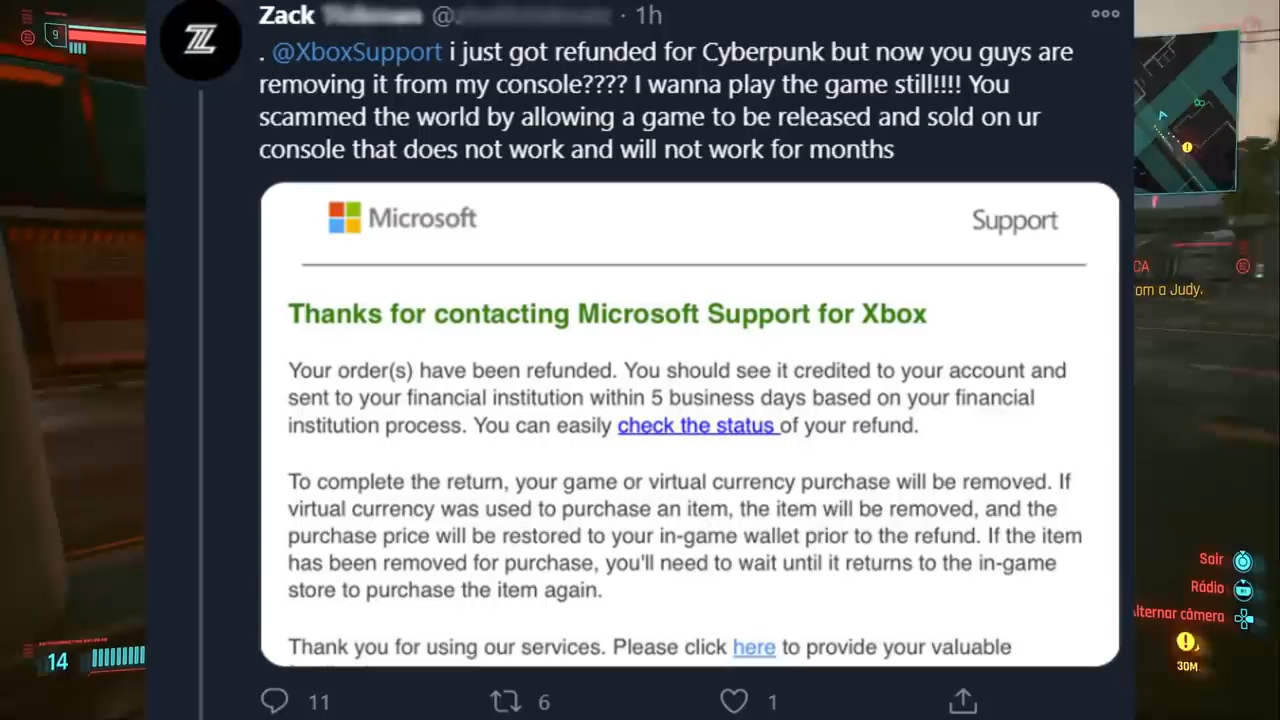 Zack @ · 1h
. @XboxSupport i just got refunded for Cyberpunk but now you guys are
removing it from my console???? I wanna play the game still!!!! You
scammed the world by allowing a game to be released and sold on ur
console that does not work and will not work for months
Microsoft
Support
Thanks for contacting Microsoft Support for Xbox
Your order(s) have been refunded. You should see it credited to your account and
sent to your financial institution within 5 business days based on your financial
institution process. You can easily check the status of your refund.
To complete the return, your game or virtual currency purchase will be removed. If
virtual currency was used to purchase an item, the item will be removed, and the
purchase price will be restored to your in-game wallet prior to the refund. If the item
has been removed for purchase, you'll need to wait until it returns to the in-game
store to purchase the item again.
Thank you for using our services. Please click here to provide your valuable
11
6
1
9
14
CA
om a Judy.
Sair
Rádio
lternar câmera
30M